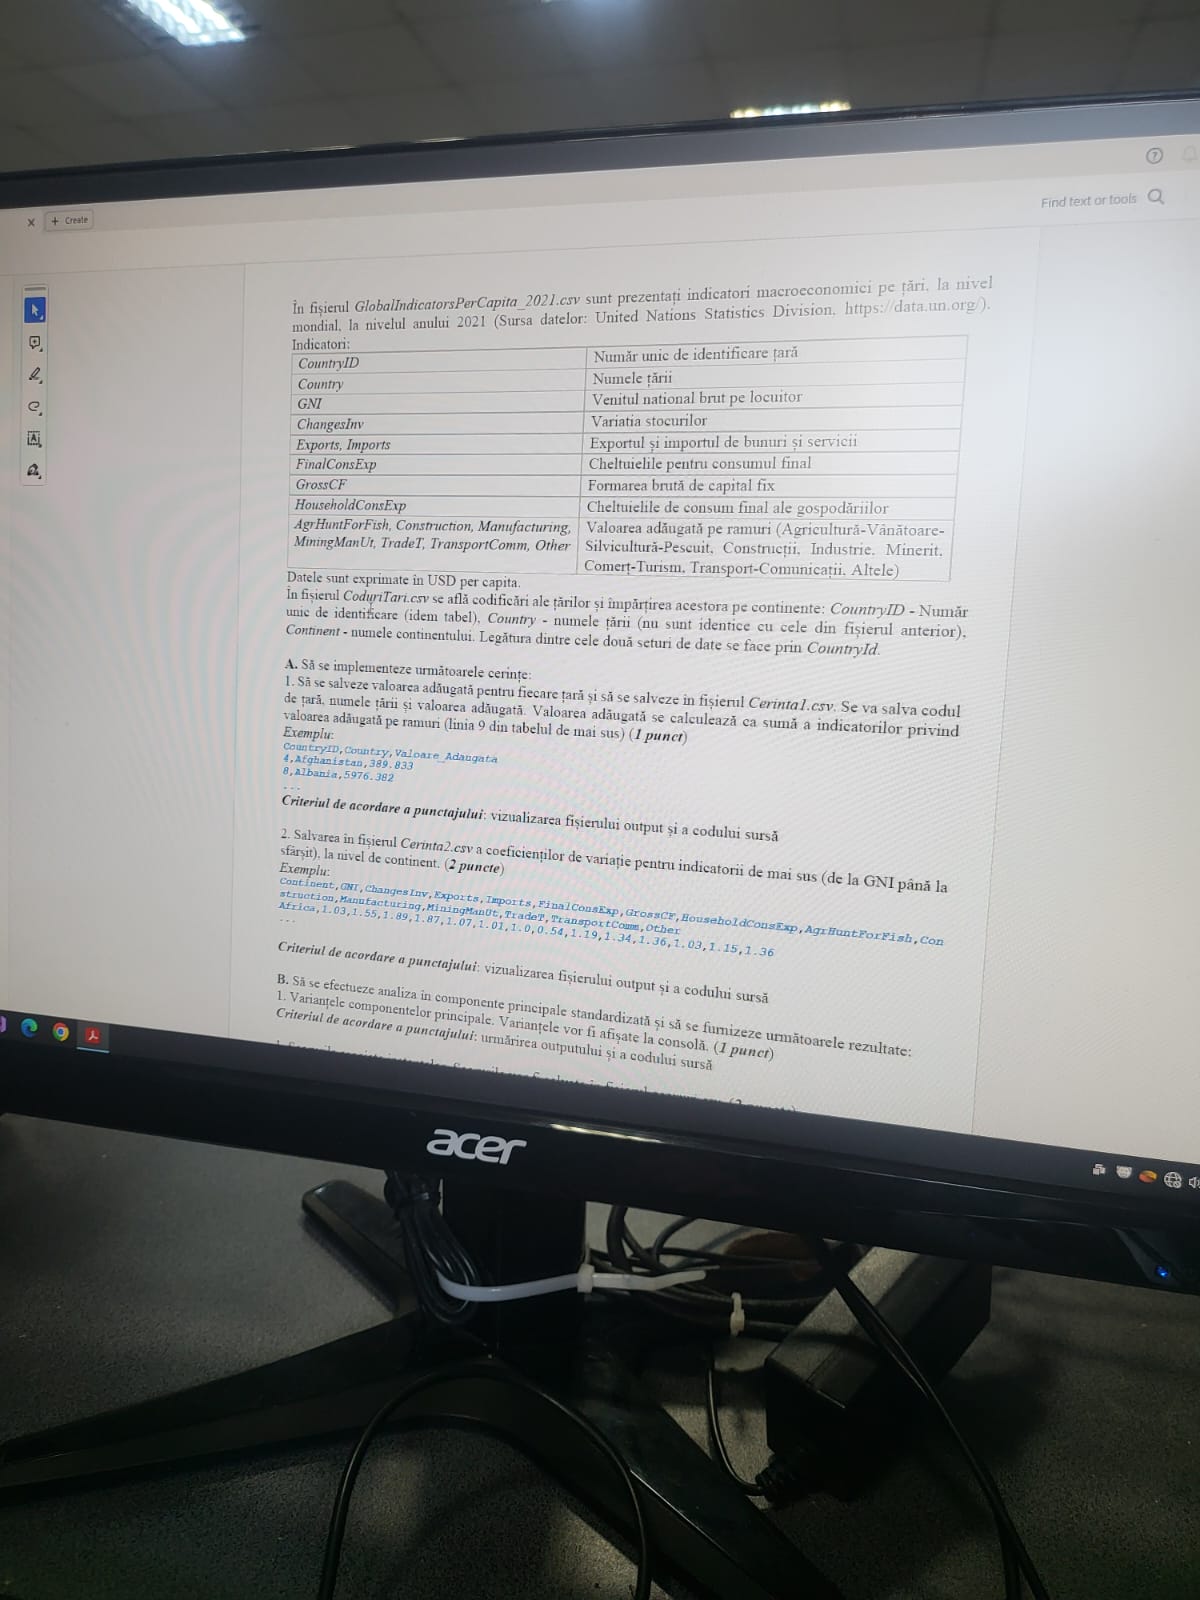 Create
Find text or tools
În fișierul GlobalIndicatorsPerCapita_2021.csv sunt prezentați indicatori macroeconomici pe țări, la nivel
mondial, la nivelul anului 2021 (Sursa datelor: United Nations Statistics Division, https://data.un.org/).
Indicatori:
CountryID Număr unic de identificare țară
Country Numele țării
GNI Venitul national brut pe locuitor
ChangesInv Variatia stocurilor
Exports, Imports Exportul și importul de bunuri și servicii
FinalConsExp Cheltuielile pentru consumul final
GrossCF Formarea brută de capital fix
HouseholdConsExp Cheltuielile de consum final ale gospodăriilor
AgrHuntForFish, Construction, Manufacturing, Valoarea adăugată pe ramuri (Agricultură-Vânătoare-
MiningManUt, TradeT, TransportComm, Other Silvicultură-Pescuit, Construcții, Industrie, Minerit,
Comerț-Turism, Transport-Comunicații, Altele)
Datele sunt exprimate în USD per capita.
În fișierul CoduriTari.csv se află codificări ale țărilor și împărțirea acestora pe continente: CountryID - Număr
unic de identificare (idem tabel), Country - numele țării (nu sunt identice cu cele din fișierul anterior),
Continent - numele continentului. Legătura dintre cele două seturi de date se face prin CountryId.
A. Să se implementeze următoarele cerințe:
1. Să se salveze valoarea adăugată pentru fiecare țară și să se salveze în fișierul Cerinta1.csv. Se va salva codul
de țară, numele țării și valoarea adăugată. Valoarea adăugată se calculează ca sumă a indicatorilor privind
valoarea adăugată pe ramuri (linia 9 din tabelul de mai sus) (1 punct)
Exemplu:
CountryID,Country,Valoare_Adaugata
4,Afghanistan,389.833
8,Albania,5976.382
...
Criteriul de acordare a punctajului: vizualizarea fișierului output și a codului sursă
2. Salvarea în fișierul Cerinta2.csv a coeficienților de variație pentru indicatorii de mai sus (de la GNI până la
sfârșit), la nivel de continent. (2 puncte)
Exemplu:
Continent,GNI,ChangesInv,Exports,Imports,FinalConsExp,GrossCF,HouseholdConsExp,AgrHuntForFish,Con
struction,Manufacturing,MiningManUt,TradeT,TransportComm,Other
Africa,1.03,1.55,1.89,1.87,1.07,1.01,1.0,0.54,1.19,1.34,1.36,1.03,1.15,1.36
...
Criteriul de acordare a punctajului: vizualizarea fișierului output și a codului sursă
B. Să se efectueze analiza în componente principale standardizată și să se furnizeze următoarele rezultate:
1. Varianțele componentelor principale. Varianțele vor fi afișate la consolă. (1 punct)
Criteriul de acordare a punctajului: urmărirea outputului și a codului sursă
acer